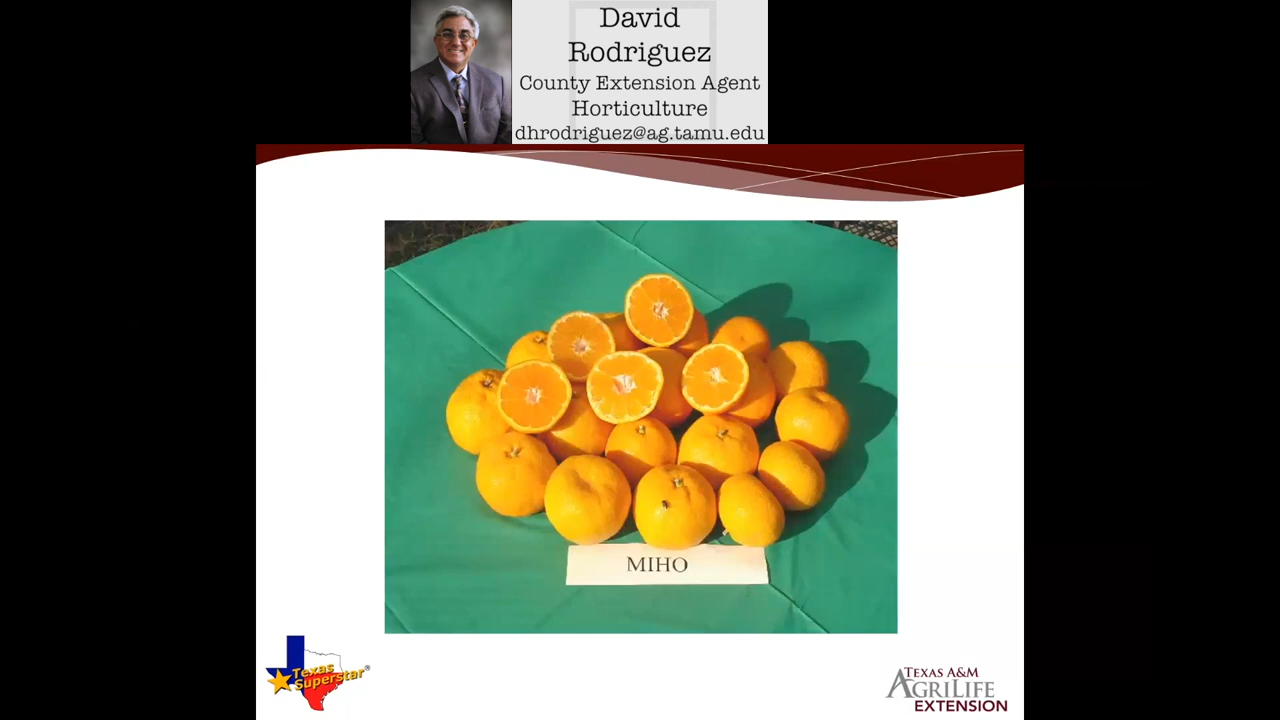 David
Rodriguez
County Extension Agent
Horticulture
dhrodriguez@ag.tamu.edu
MIHO
Texas
Superstar®
TEXAS A&M
AGRILIFE
EXTENSION